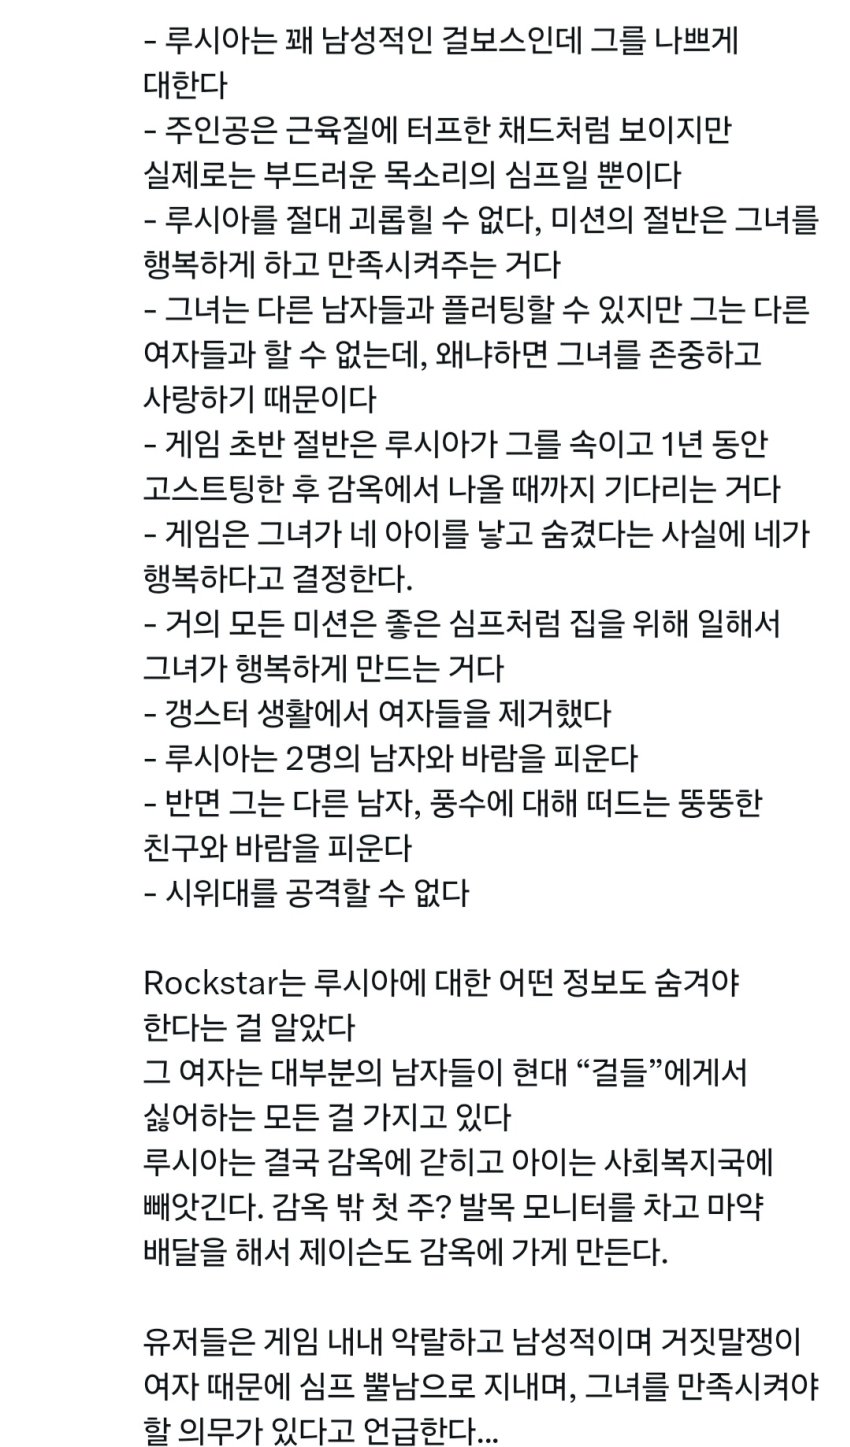 - 루시아는 꽤 남성적인 걸보스인데 그를 나쁘게
대한다
- 주인공은 근육질에 터프한 채드처럼 보이지만
실제로는 부드러운 목소리의 심프일 뿐이다
- 루시아를 절대 괴롭힐 수 없다, 미션의 절반은 그녀를
행복하게 하고 만족시켜주는 거다
- 그녀는 다른 남자들과 플러팅할 수 있지만 그는 다른
여자들과 할 수 없는데, 왜냐하면 그녀를 존중하고
사랑하기 때문이다
- 게임 초반 절반은 루시아가 그를 속이고 1년 동안
고스트팅한 후 감옥에서 나올 때까지 기다리는 거다
- 게임은 그녀가 네 아이를 낳고 숨겼다는 사실에 네가
행복하다고 결정한다.
- 거의 모든 미션은 좋은 심프처럼 집을 위해 일해서
그녀가 행복하게 만드는 거다
- 갱스터 생활에서 여자들을 제거했다
- 루시아는 2명의 남자와 바람을 피운다
- 반면 그는 다른 남자, 풍수에 대해 떠드는 뚱뚱한
친구와 바람을 피운다
- 시위대를 공격할 수 없다

Rockstar는 루시아에 대한 어떤 정보도 숨겨야
한다는 걸 알았다
그 여자는 대부분의 남자들이 현대 “걸들”에게서
싫어하는 모든 걸 가지고 있다
루시아는 결국 감옥에 갇히고 아이는 사회복지국에
빼앗긴다. 감옥 밖 첫 주? 발목 모니터를 차고 마약
배달을 해서 제이슨도 감옥에 가게 만든다.

유저들은 게임 내내 악랄하고 남성적이며 거짓말쟁이
여자 때문에 심프 뿔남으로 지내며, 그녀를 만족시켜야
할 의무가 있다고 언급한다...